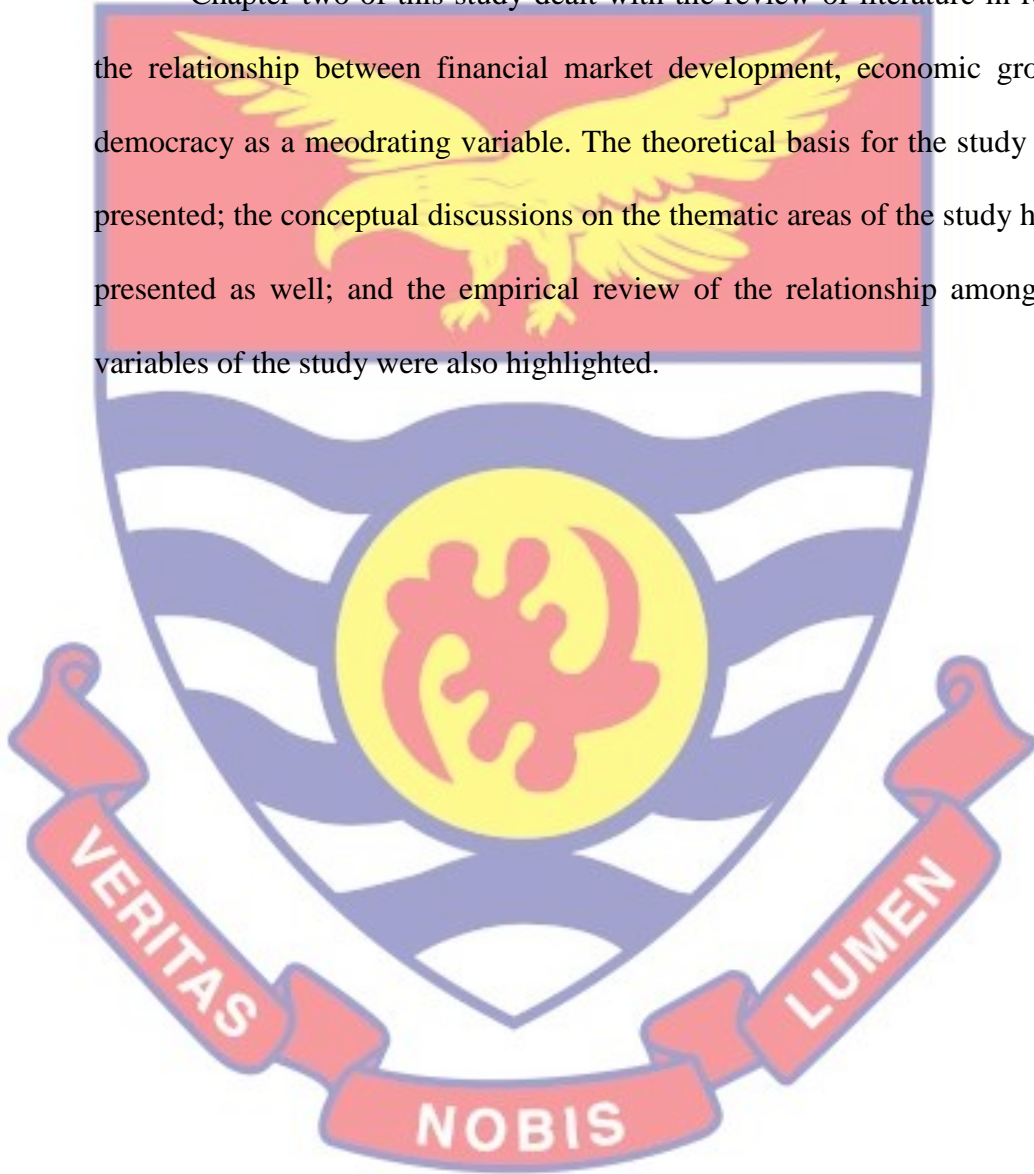 Chapter two of this study dealt with the review of literature in
the relationship between financial market development, economic
democracy as a meodrating variable. The theoretical basis for the study
presented; the conceptual discussions on the thematic areas of the study
presented as well; and the empirical review of the relationship among
variables of the study were also highlighted.
VERITAS
NOBIS
LUMEN